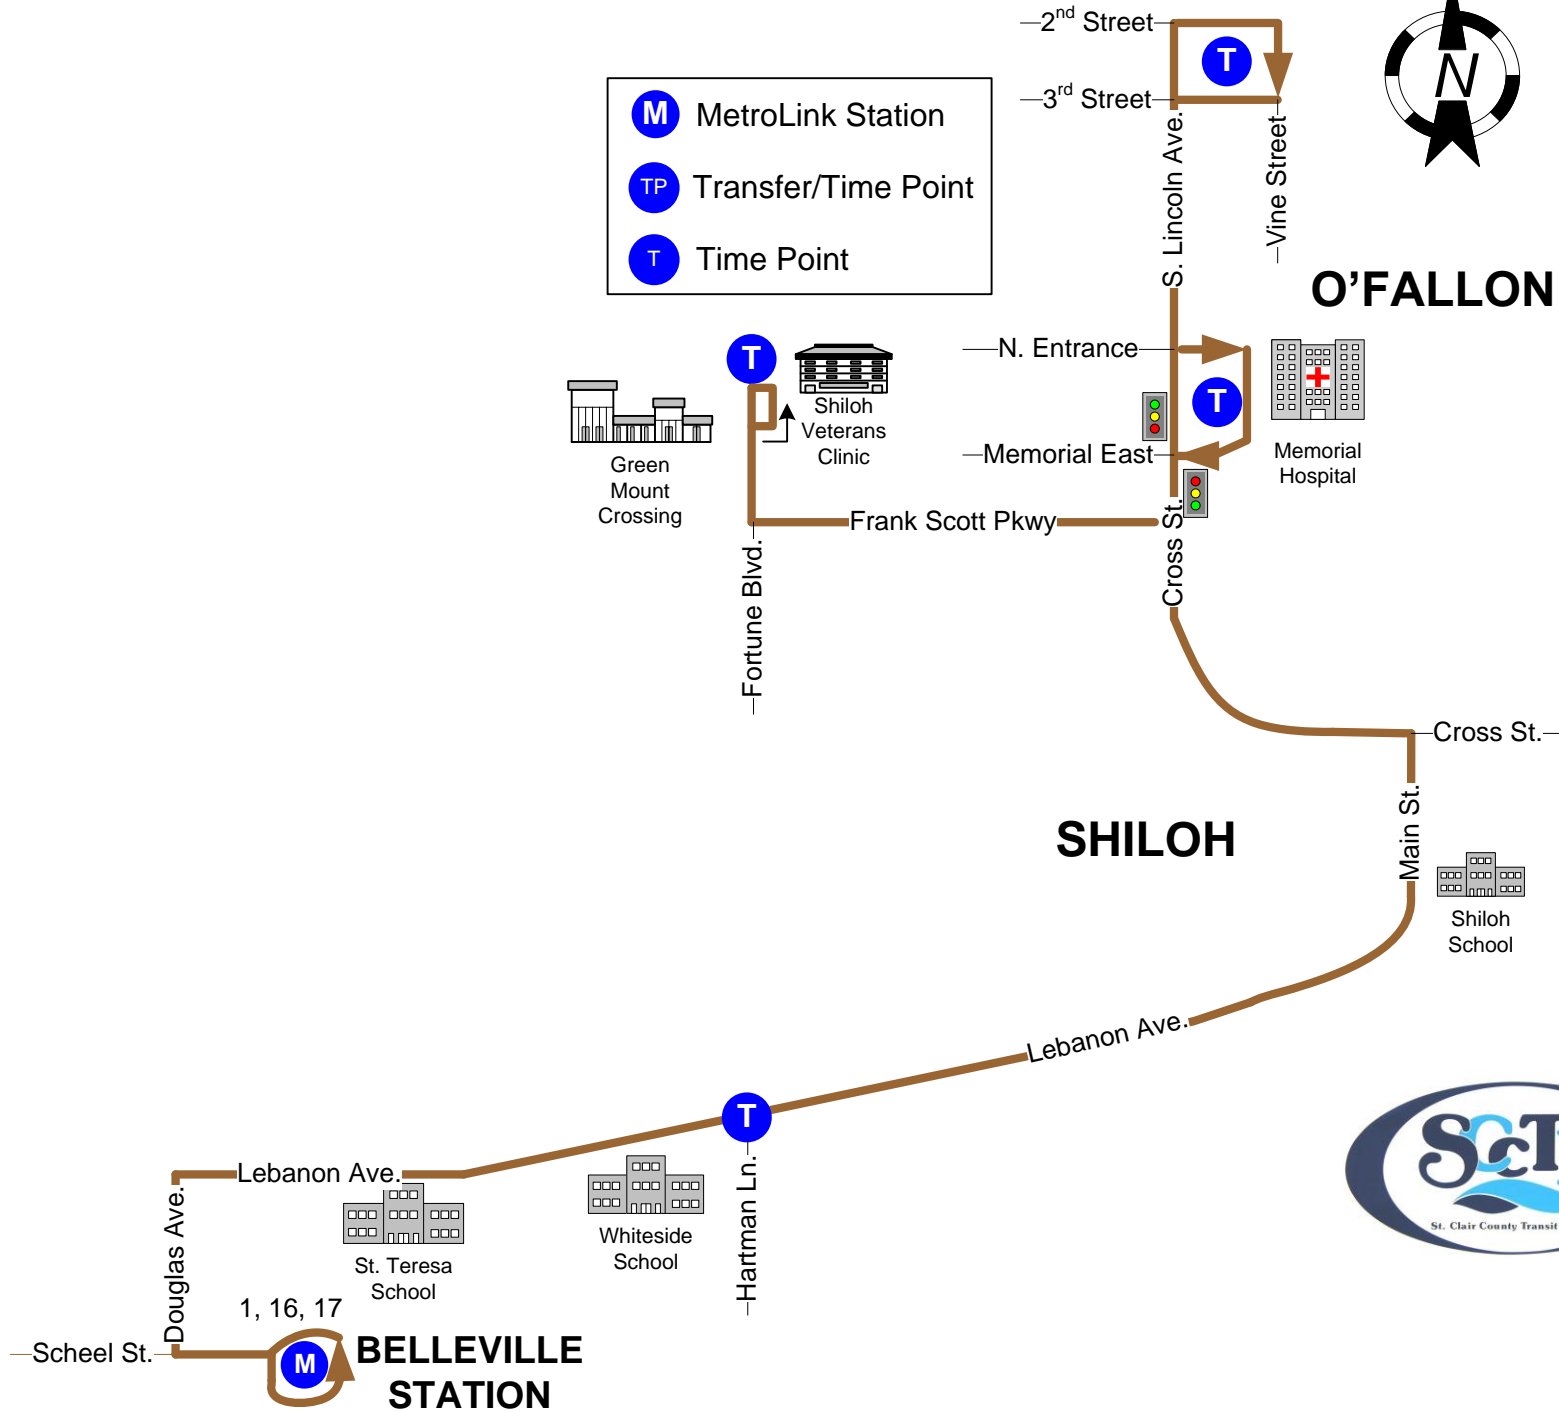 2nd Street
T
3rd Street
N
M MetroLink Station
TP Transfer/Time Point
T Time Point
S. Lincoln Ave.
Vine Street
O'FALLON
N. Entrance
T
Shiloh
Veterans
Clinic
T
Green
Mount
Crossing
Memorial East
Memorial
Hospital
Frank Scott Pkwy
Cross St.
Fortune Blvd.
Cross St.
SHILOH
Main St.
Shiloh
School
Lebanon Ave.
T
Lebanon Ave.
Hartman Ln.
Whiteside
School
St. Teresa
School
Douglas Ave.
1, 16, 17
Scheel St.
M
BELLEVILLE
STATION
SCCT
St. Clair County Transit